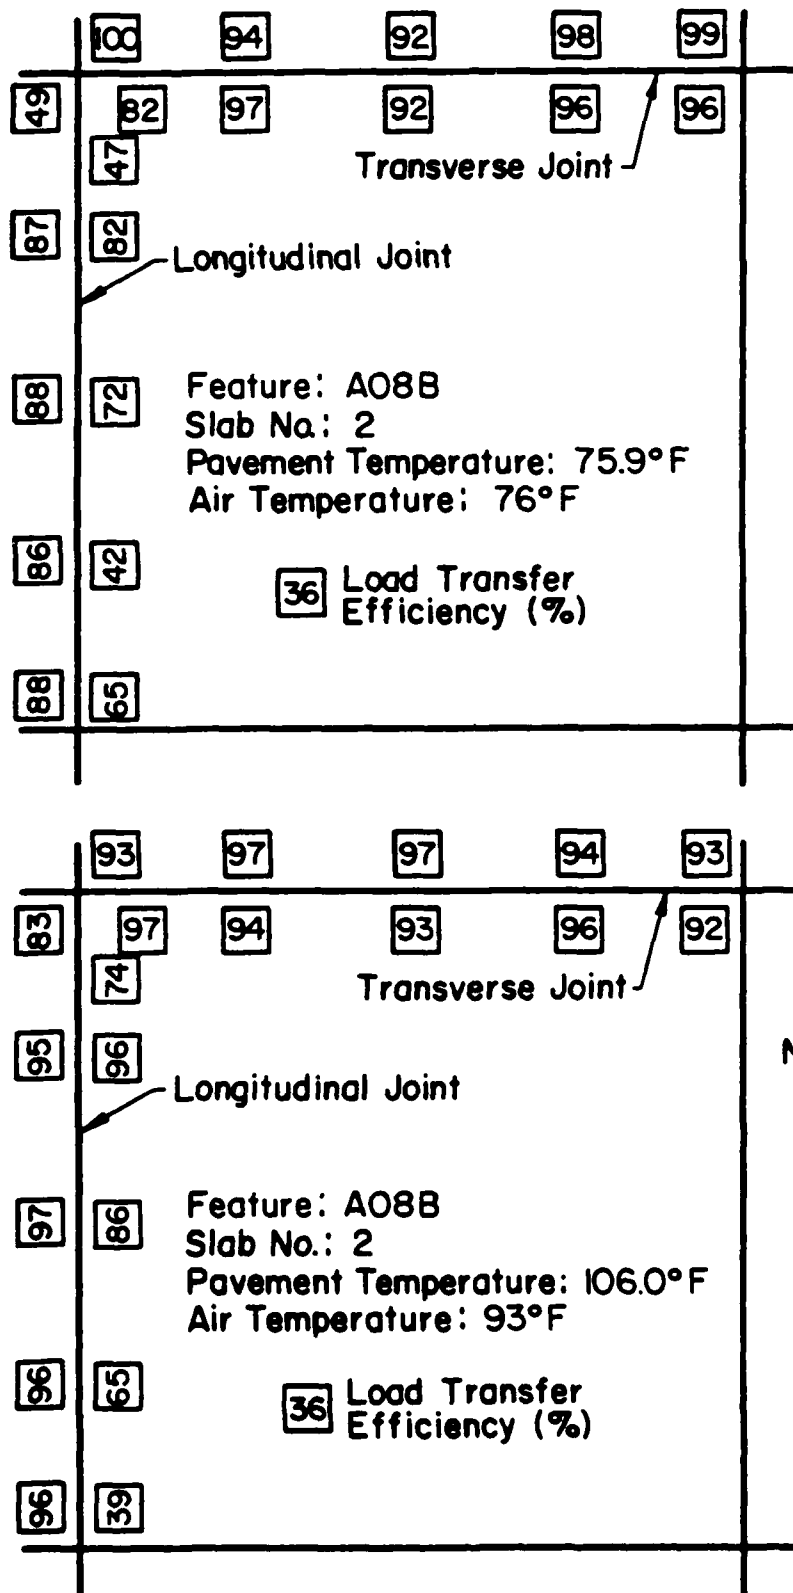 100 94 92 98 99
49 82 97 92 96 96
47
Transverse Joint
87 82
Longitudinal Joint
88 72
Feature: A08B
Slab No.: 2
Pavement Temperature: 75.9°F
Air Temperature: 76°F
86 42
36 Load Transfer
Efficiency (%)
88 65
93 97 97 94 93
83 97 94 93 96 92
74
Transverse Joint
95 96
Longitudinal Joint
97 86
Feature: A08B
Slab No.: 2
Pavement Temperature: 106.0°F
Air Temperature: 93°F
96 65
36 Load Transfer
Efficiency (%)
96 39